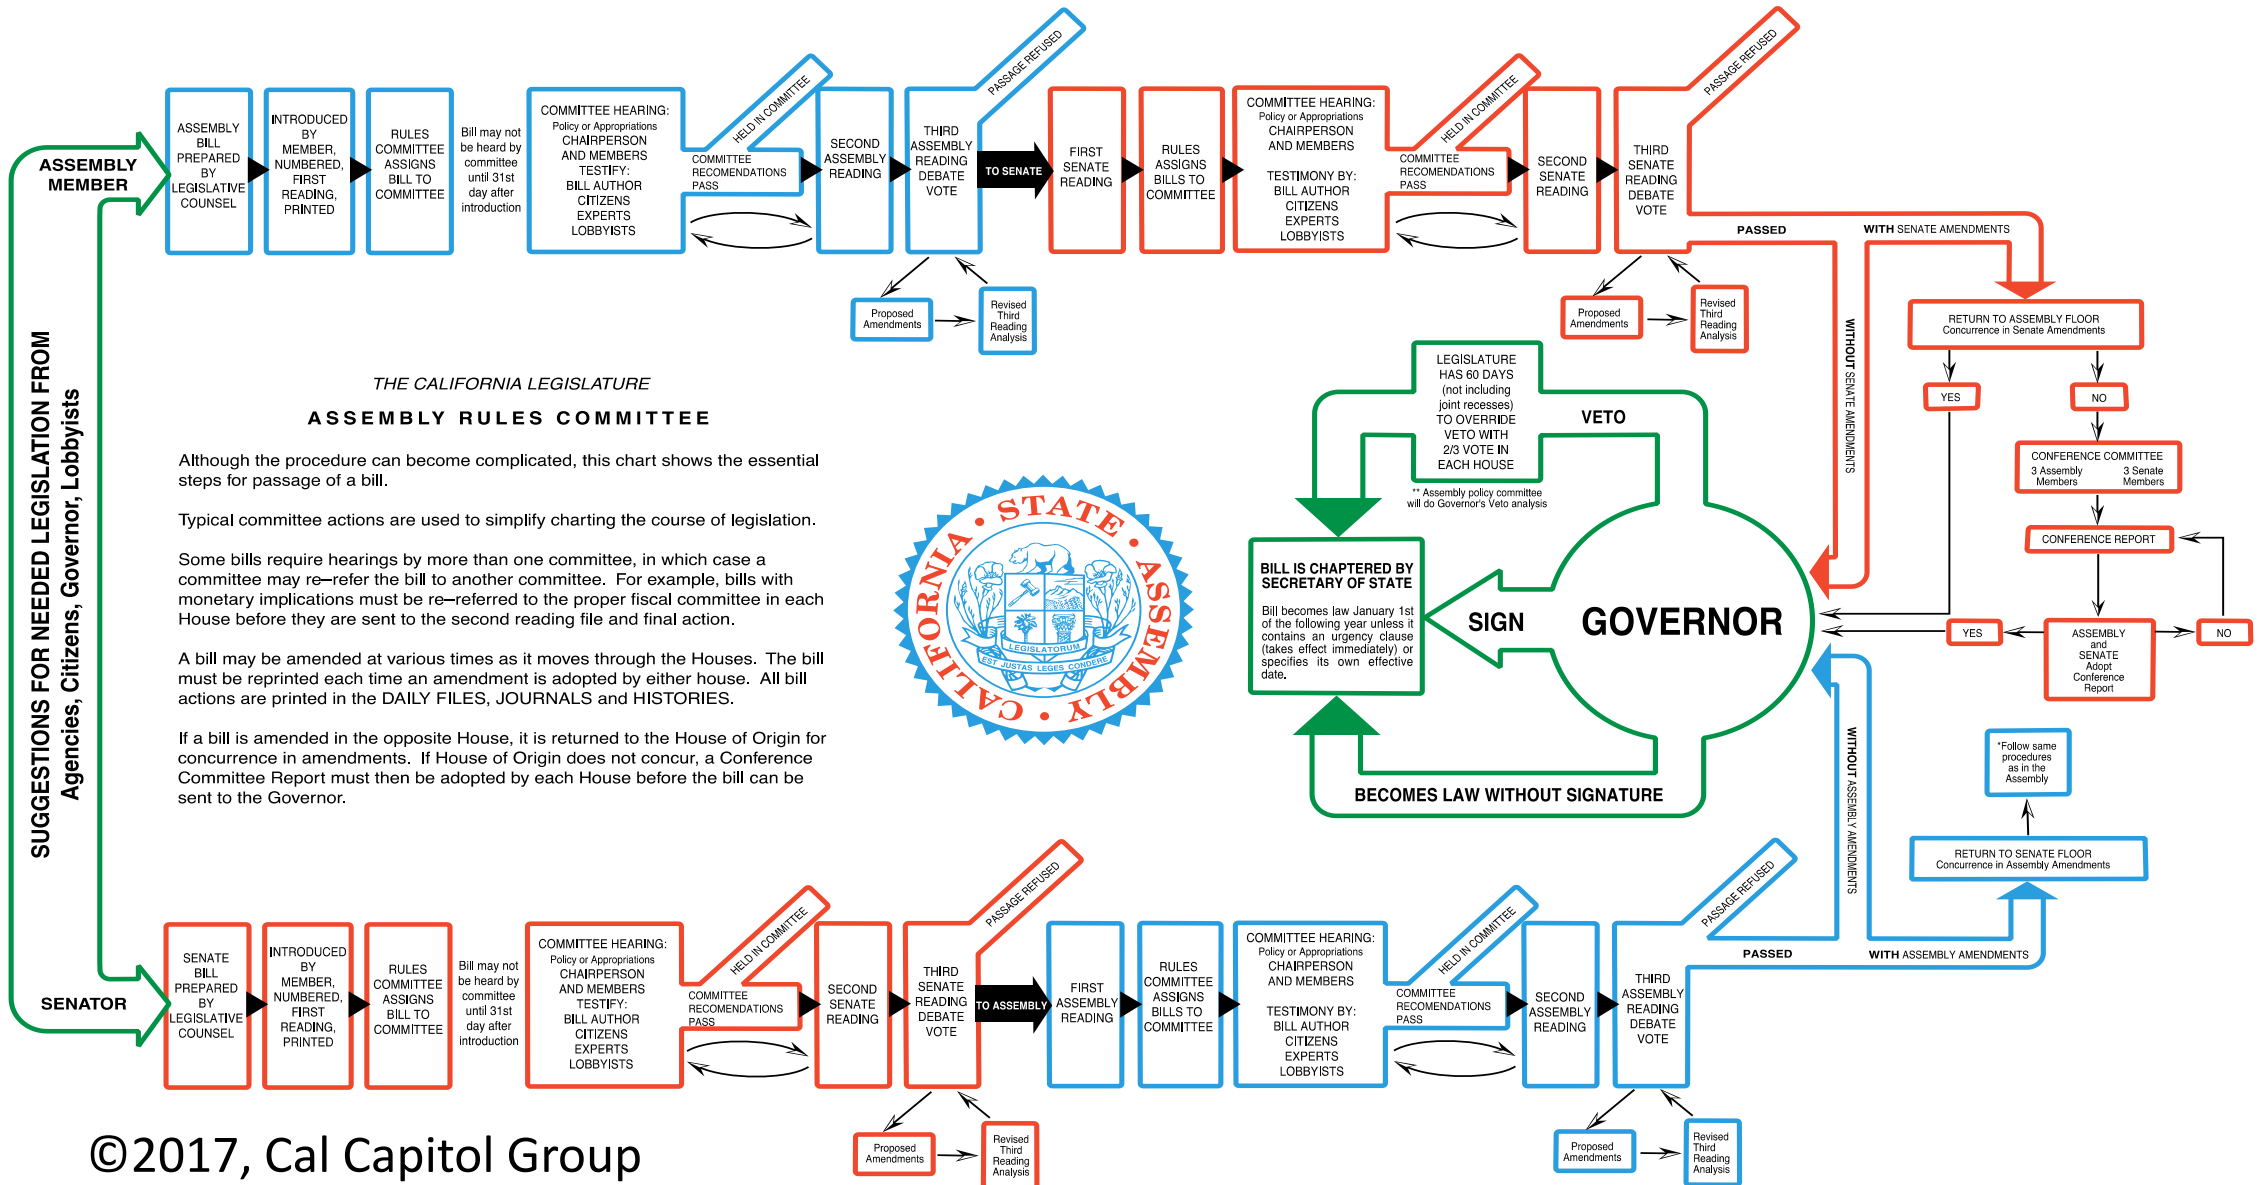 SUGGESTIONS FOR NEEDED LEGISLATION FROM
Agencies, Citizens, Governor, Lobbyists
ASSEMBLY
MEMBER
ASSEMBLY
BILL
PREPARED
BY
LEGISLATIVE
COUNSEL
INTRODUCED
BY
MEMBER,
NUMBERED,
FIRST
READING,
PRINTED
RULES
COMMITTEE
ASSIGNS
BILL TO
COMMITTEE
Bill may not
be heard by
committee
until 31st
day after
introduction
COMMITTEE HEARING:
Policy or Appropriations
CHAIRPERSON
AND MEMBERS
TESTIFY:
BILL AUTHOR
CITIZENS
EXPERTS
LOBBYISTS
HELD IN COMMITTEE
COMMITTEE
RECOMENDATIONS
PASS
SECOND
ASSEMBLY
READING
THIRD
ASSEMBLY
READING
DEBATE
VOTE
PASSAGE REFUSED
Proposed
Amendments
Revised
Third
Reading
Analysis
TO SENATE
FIRST
SENATE
READING
RULES
ASSIGNS
BILLS TO
COMMITTEE
COMMITTEE HEARING:
Policy or Appropriations
CHAIRPERSON
AND MEMBERS
TESTIMONY BY:
BILL AUTHOR
CITIZENS
EXPERTS
LOBBYISTS
HELD IN COMMITTEE
COMMITTEE
RECOMENDATIONS
PASS
SECOND
SENATE
READING
THIRD
SENATE
READING
DEBATE
VOTE
PASSAGE REFUSED
Proposed
Amendments
Revised
Third
Reading
Analysis
PASSED
WITH SENATE AMENDMENTS
WITHOUT SENATE AMENDMENTS
RETURN TO ASSEMBLY FLOOR
Concurrence in Senate Amendments
YES
NO
CONFERENCE COMMITTEE
3 Assembly
Members
3 Senate
Members
CONFERENCE REPORT
YES
ASSEMBLY
and
SENATE
Adopt
Conference
Report
NO
THE CALIFORNIA LEGISLATURE
ASSEMBLY RULES COMMITTEE
Although the procedure can become complicated, this chart shows the essential
steps for passage of a bill.
Typical committee actions are used to simplify charting the course of legislation.
Some bills require hearings by more than one committee, in which case a
committee may re–refer the bill to another committee. For example, bills with
monetary implications must be re–referred to the proper fiscal committee in each
House before they are sent to the second reading file and final action.
A bill may be amended at various times as it moves through the Houses. The bill
must be reprinted each time an amendment is adopted by either house. All bill
actions are printed in the DAILY FILES, JOURNALS and HISTORIES.
If a bill is amended in the opposite House, it is returned to the House of Origin for
concurrence in amendments. If House of Origin does not concur, a Conference
Committee Report must then be adopted by each House before the bill can be
sent to the Governor.
CALIFORNIA • STATE • ASSEMBLY •
LEGISLATORUM
EST JUSTAS LEGES CONDERE
LEGISLATURE
HAS 60 DAYS
(not including
joint recesses)
TO OVERRIDE
VETO WITH
2/3 VOTE IN
EACH HOUSE
VETO
** Assembly policy committee
will do Governor's Veto analysis
BILL IS CHAPTERED BY
SECRETARY OF STATE
Bill becomes law January 1st
of the following year unless it
contains an urgency clause
(takes effect immediately) or
specifies its own effective
date.
SIGN
GOVERNOR
BECOMES LAW WITHOUT SIGNATURE
WITHOUT ASSEMBLY AMENDMENTS
*Follow same
procedures
as in the
Assembly
RETURN TO SENATE FLOOR
Concurrence in Assembly Amendments
PASSED
WITH ASSEMBLY AMENDMENTS
SENATOR
SENATE
BILL
PREPARED
BY
LEGISLATIVE
COUNSEL
INTRODUCED
BY
MEMBER,
NUMBERED,
FIRST
READING,
PRINTED
RULES
COMMITTEE
ASSIGNS
BILL TO
COMMITTEE
Bill may not
be heard by
committee
until 31st
day after
introduction
COMMITTEE HEARING:
Policy or Appropriations
CHAIRPERSON
AND MEMBERS
TESTIFY:
BILL AUTHOR
CITIZENS
EXPERTS
LOBBYISTS
HELD IN COMMITTEE
COMMITTEE
RECOMENDATIONS
PASS
SECOND
SENATE
READING
THIRD
SENATE
READING
DEBATE
VOTE
PASSAGE REFUSED
Proposed
Amendments
Revised
Third
Reading
Analysis
TO ASSEMBLY
FIRST
ASSEMBLY
READING
RULES
COMMITTEE
ASSIGNS
BILLS TO
COMMITTEE
COMMITTEE HEARING:
Policy or Appropriations
CHAIRPERSON
AND MEMBERS
TESTIMONY BY:
BILL AUTHOR
CITIZENS
EXPERTS
LOBBYISTS
HELD IN COMMITTEE
COMMITTEE
RECOMENDATIONS
PASS
SECOND
ASSEMBLY
READING
THIRD
ASSEMBLY
READING
DEBATE
VOTE
PASSAGE REFUSED
Proposed
Amendments
Revised
Third
Reading
Analysis
©2017, Cal Capitol Group